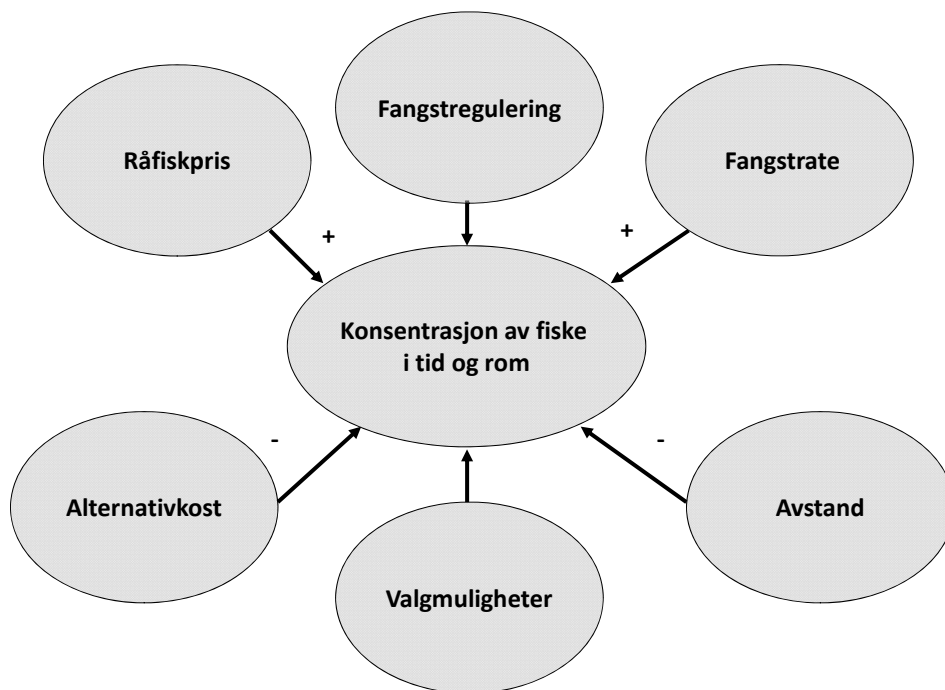 Fangstregulering
Råfiskpris
Fangstrate
+
+
Konsentrasjon av fiske
i tid og rom
-
-
Alternativkost
Avstand
Valgmuligheter